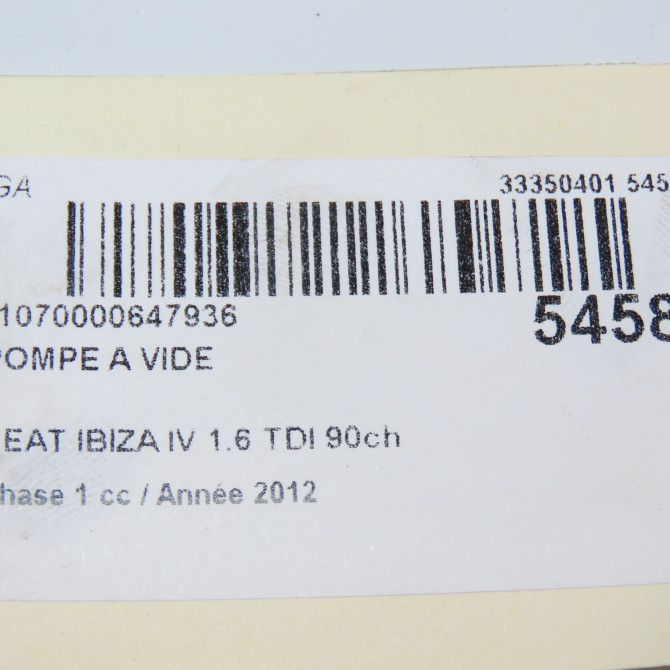 GA 33350401 545
1070000647936 5458
POMPE A VIDE
EAT IBIZA IV 1.6 TDI 90ch
hase 1 cc / Année 2012